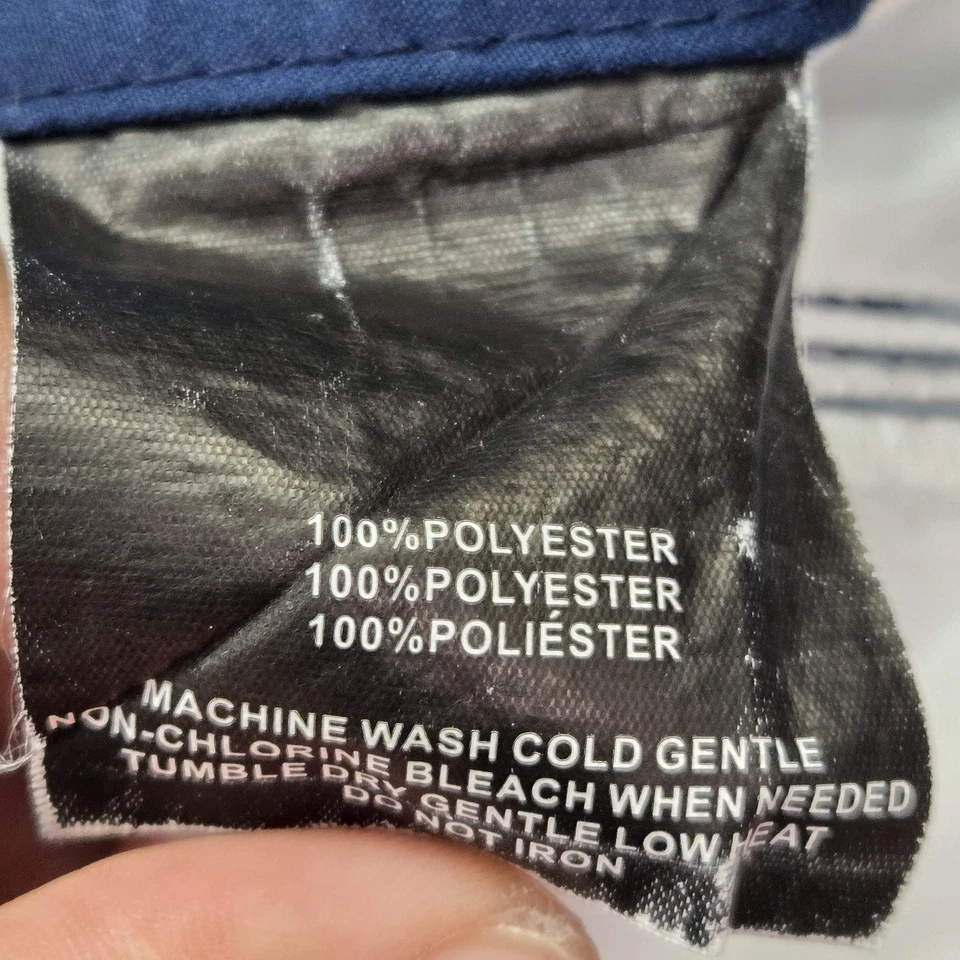 100%POLYESTER
100%POLYESTER
100%POLIÉSTER
MACHINE WASH COLD GENTLE
NON-CHLORINE BLEACH WHEN NEEDED
TUMBLE DRY GENTLE LOW HEAT
DO NOT IRON